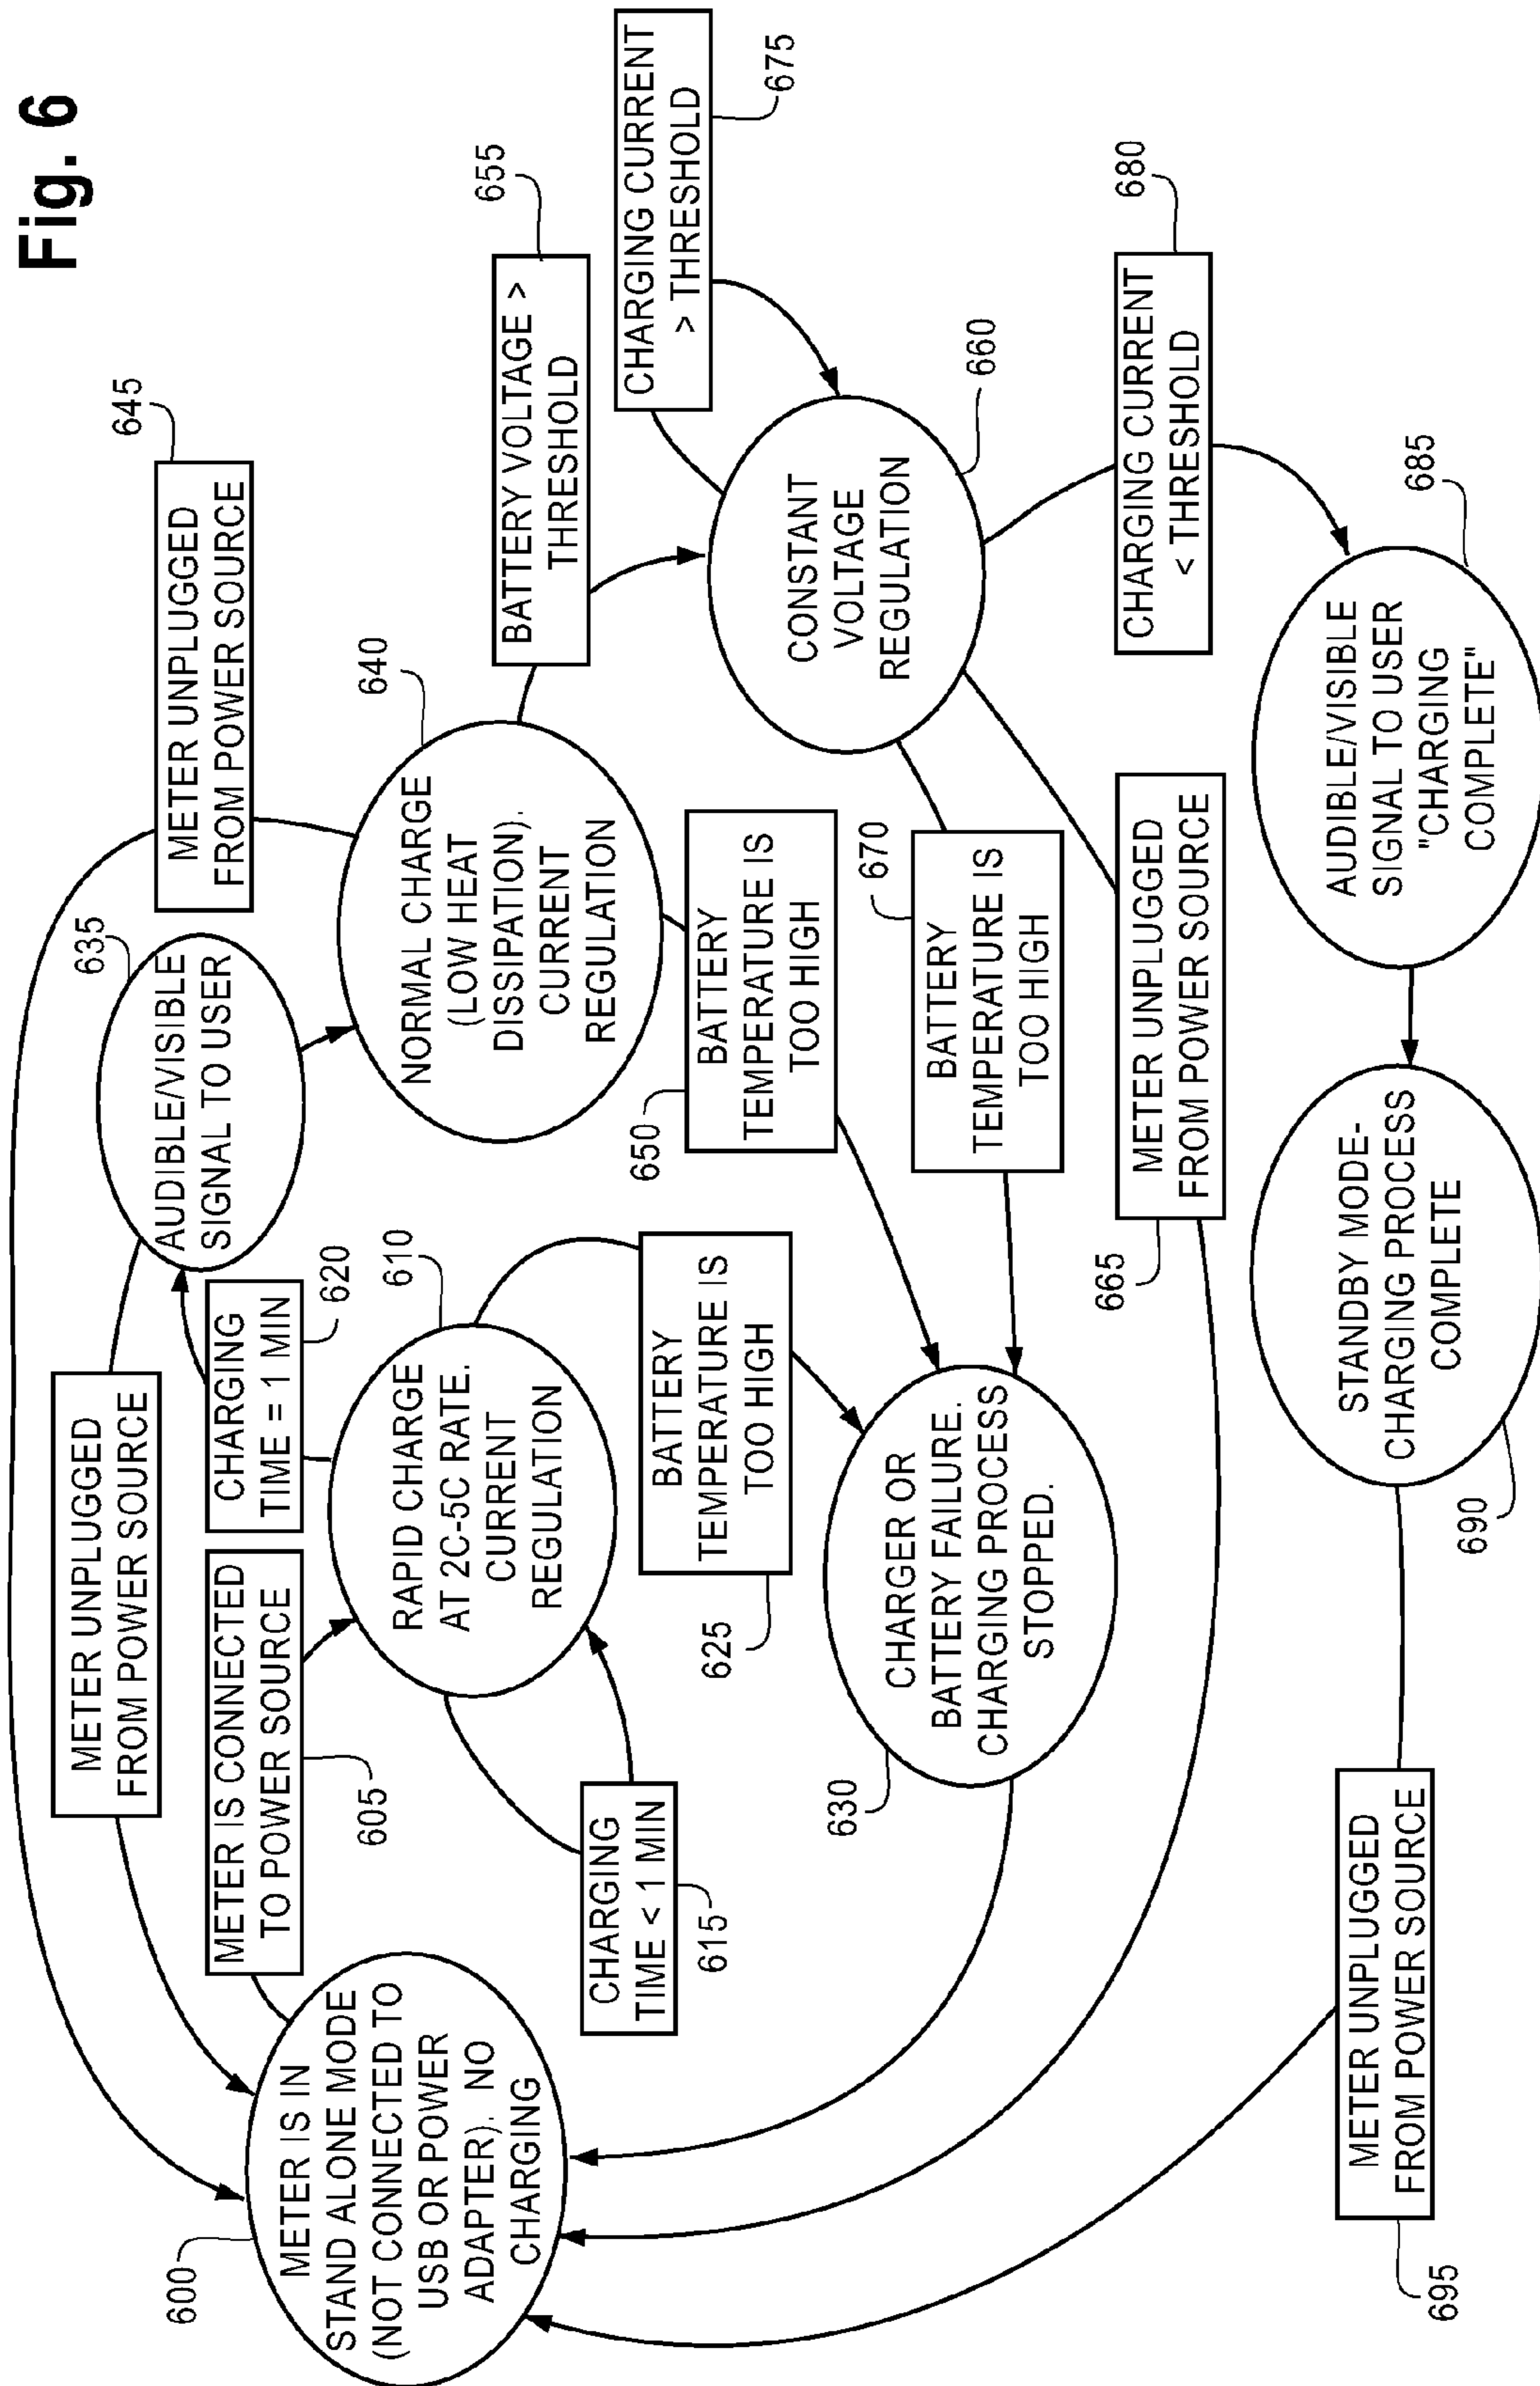 Fig. 6
645
METER UNPLUGGED
FROM POWER SOURCE
635
AUDIBLE/VISIBLE
SIGNAL TO USER
METER UNPLUGGED
FROM POWER SOURCE
620
CHARGING
TIME = 1 MIN
METER IS CONNECTED
TO POWER SOURCE
605
600
METER IS IN
STAND ALONE MODE
(NOT CONNECTED TO
USB OR POWER
ADAPTER). NO
CHARGING
610
RAPID CHARGE
AT 2C-5C RATE.
CURRENT
REGULATION
640
NORMAL CHARGE
(LOW HEAT
DISSIPATION).
CURRENT
REGULATION
655
BATTERY VOLTAGE >
THRESHOLD
CHARGING CURRENT
> THRESHOLD
675
CHARGING
TIME < 1 MIN
615
BATTERY
TEMPERATURE IS
TOO HIGH
625
650
BATTERY
TEMPERATURE IS
TOO HIGH
CONSTANT
VOLTAGE
REGULATION
660
630
CHARGER OR
BATTERY FAILURE.
CHARGING PROCESS
STOPPED.
670
BATTERY
TEMPERATURE IS
TOO HIGH
665
METER UNPLUGGED
FROM POWER SOURCE
680
CHARGING CURRENT
< THRESHOLD
685
AUDIBLE/VISIBLE
SIGNAL TO USER
"CHARGING
COMPLETE"
STANDBY MODE-
CHARGING PROCESS
COMPLETE
690
METER UNPLUGGED
FROM POWER SOURCE
695